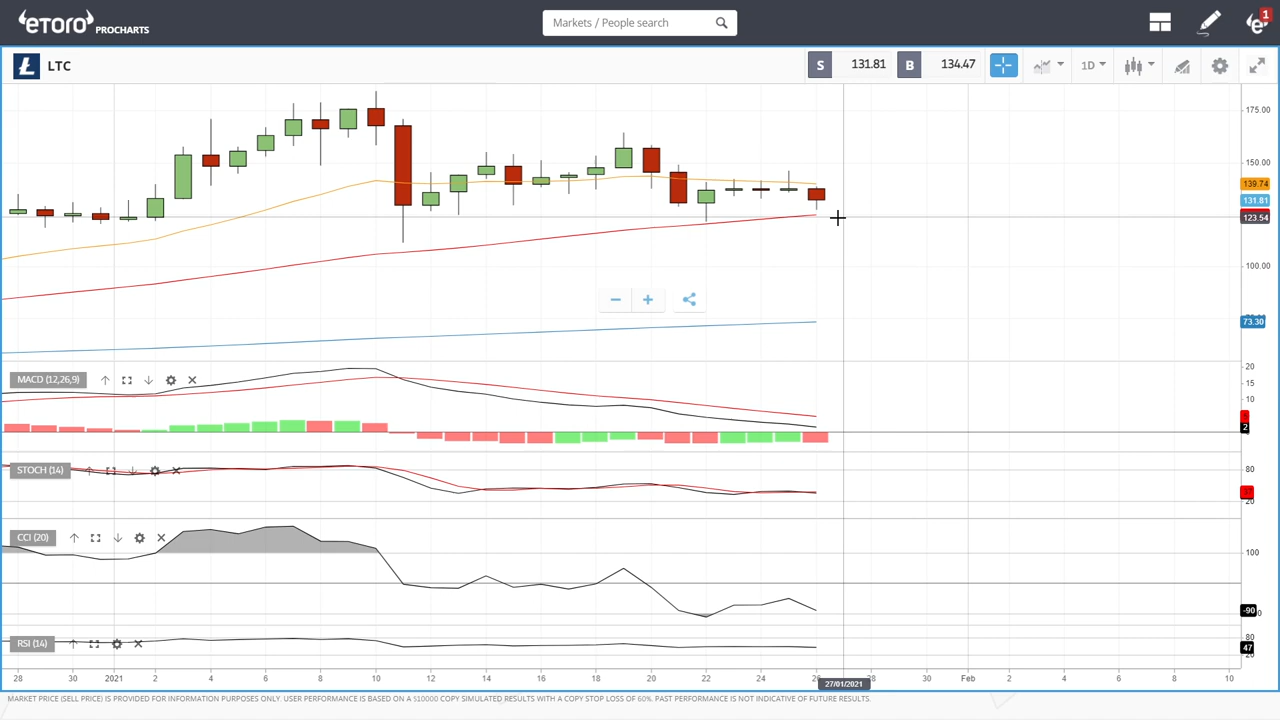 eTORO PROCHARTS
Markets / People search
1
LTC
S 131.81 B 134.47
1D
175.00
150.00
139.74
131.81
123.54
100.00
73.30
MACD (12,26,9)
20
15
10
2
STOCH (14)
80
20
CCI (20)
100
-90
RSI (14)
80
47
20
28 30 2021 2 4 6 8 10 12 14 16 18 20 22 24 26 28 30 Feb 2 4 6 8 10
27/01/2021
MARKET PRICE (SELL PRICE) IS PROVIDED FOR INFORMATION PURPOSES ONLY. USER PERFORMANCE IS BASED ON A $10000 COPY SIMULATED RESULTS WITH A COPY STOP LOSS OF 60%. PAST PERFORMANCE IS NOT INDICATIVE OF FUTURE RESULTS.